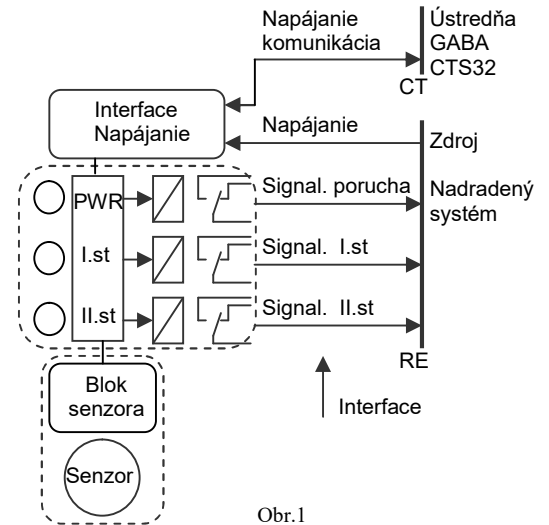 Napájanie
komunikácia
Ústredňa
GABA
CTS32
CT
Interface
Napájanie
Napájanie
Zdroj
PWR
Signal. porucha
Nadradený
systém
I.st
Signal.  I.st
II.st
Signal.  II.st
RE
Blok
senzora
Interface
Senzor
Obr.1